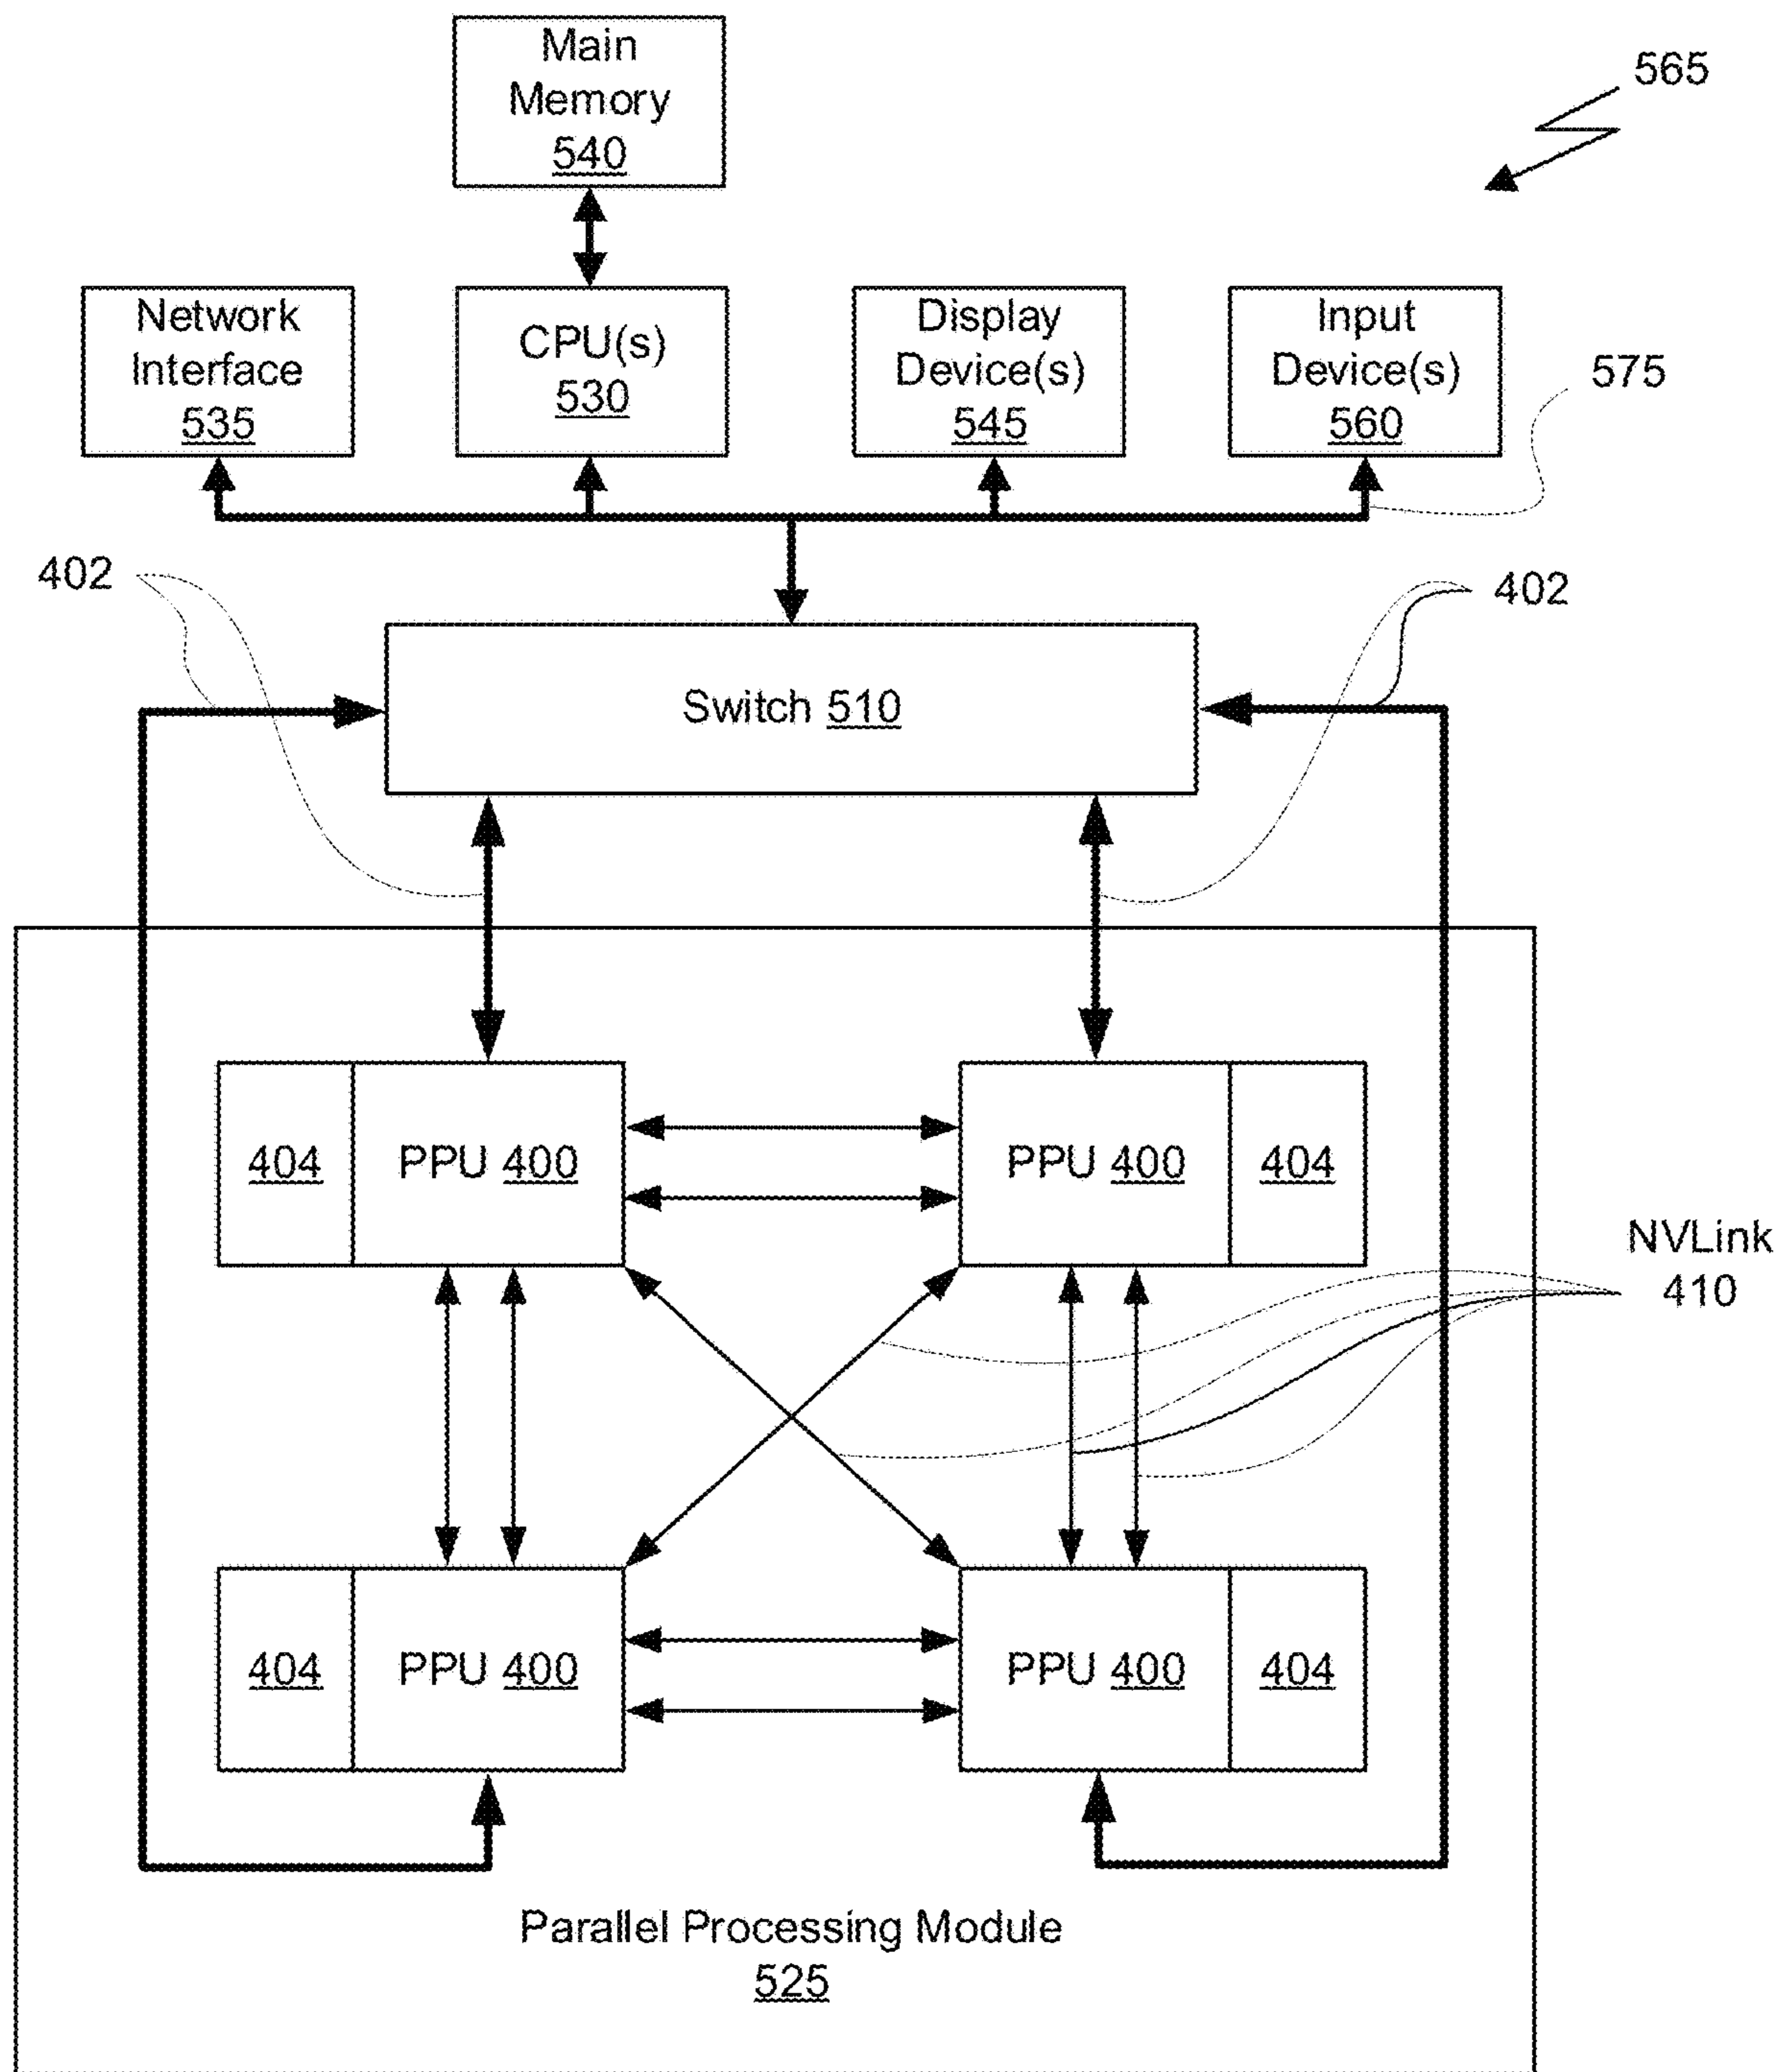 Main
Memory
540
565
Network
Interface
535
CPU(s)
530
Display
Device(s)
545
Input
Device(s)
560
575
402
402
Switch 510
404
PPU 400
PPU 400
404
NVLink
410
404
PPU 400
PPU 400
404
Parallel Processing Module
525